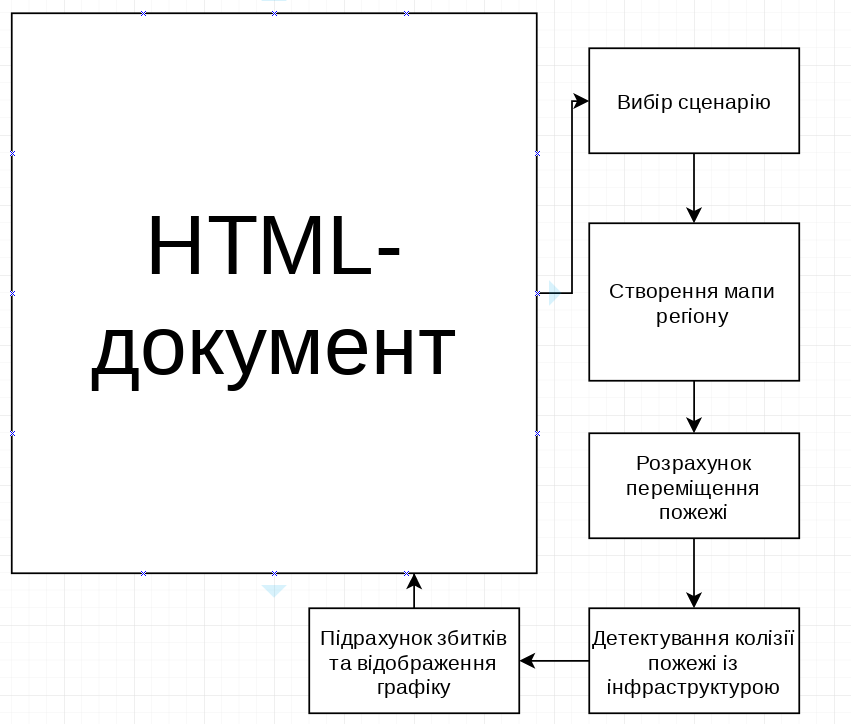 HTML-
документ
Вибір сценарію
Створення мапи
регіону
Розрахунок
переміщення
пожежі
Детектування колізії
пожежі із
інфраструктурою
Підрахунок збитків
та відображення
графіку